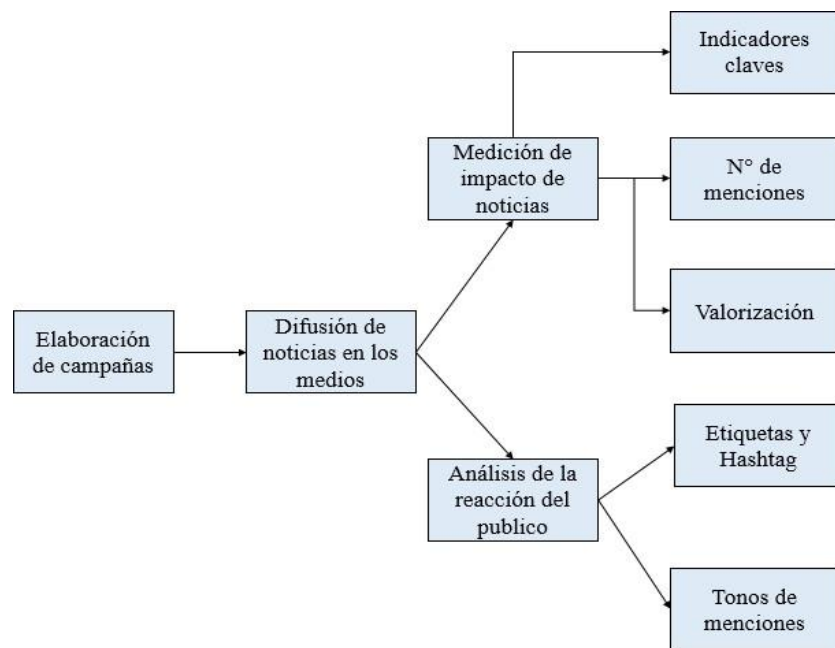 Indicadores
claves
Medición de
impacto de
noticias
N° de
menciones
Valorización
Elaboración
de campañas
Difusión de
noticias en los
medios
Etiquetas y
Hashtag
Análisis de la
reacción del
publico
Tonos de
menciones